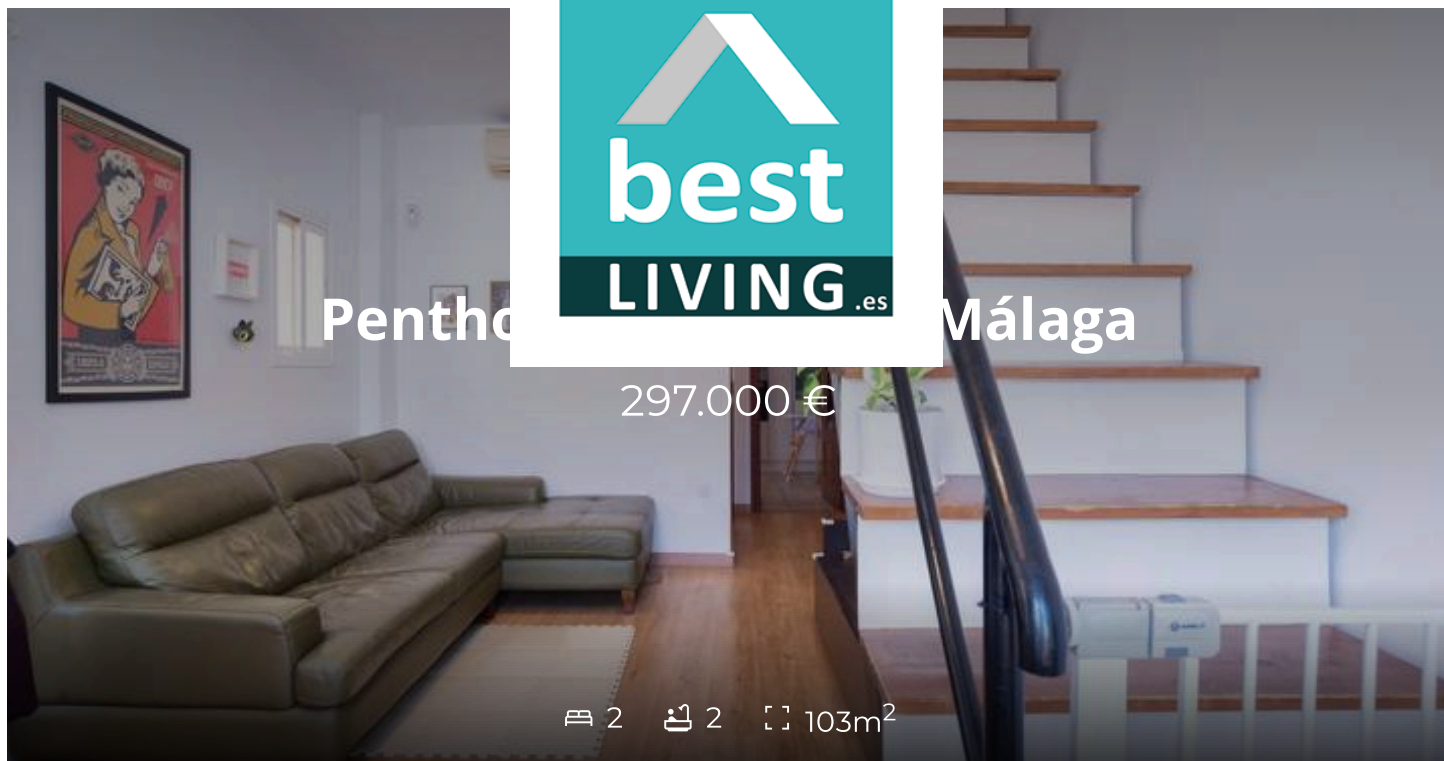 best
LIVING.es
Pentho Málaga
297.000 €
2 2 103m²